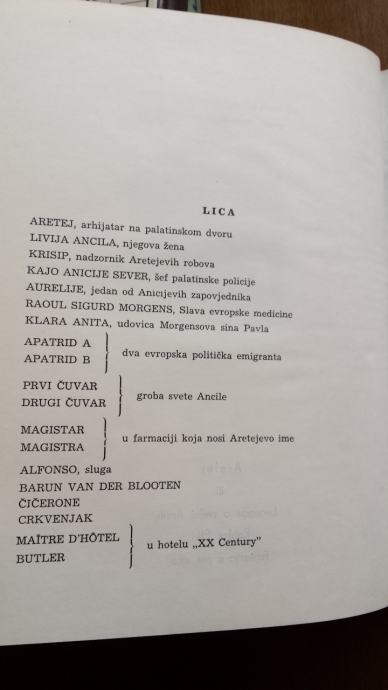 LICA
ARETEJ, arhijatar na palatinskom dvoru
LIVIJA ANCILA, njegova žena
KRISIP, nadzornik Aretejevih robova
KAJO ANICIJE SEVER, šef palatinske policije
AURELIJE, jedan od Anicijevih zapovjednika
RAOUL SIGURD MORGENS, Slava evropske medicine
KLARA ANITA, udovica Morgensova sina Pavla
APATRID A
APATRID B
dva evropska politička emigranta
PRVI ČUVAR
DRUGI ČUVAR
groba svete Ancile
MAGISTAR
MAGISTRA
u farmaciji koja nosi Aretejevo ime
ALFONSO, sluga
BARUN VAN DER BLOOTEN
ČIČERONE
CRKVENJAK
MAÎTRE D'HÔTEL
BUTLER
u hotelu „XX Century"